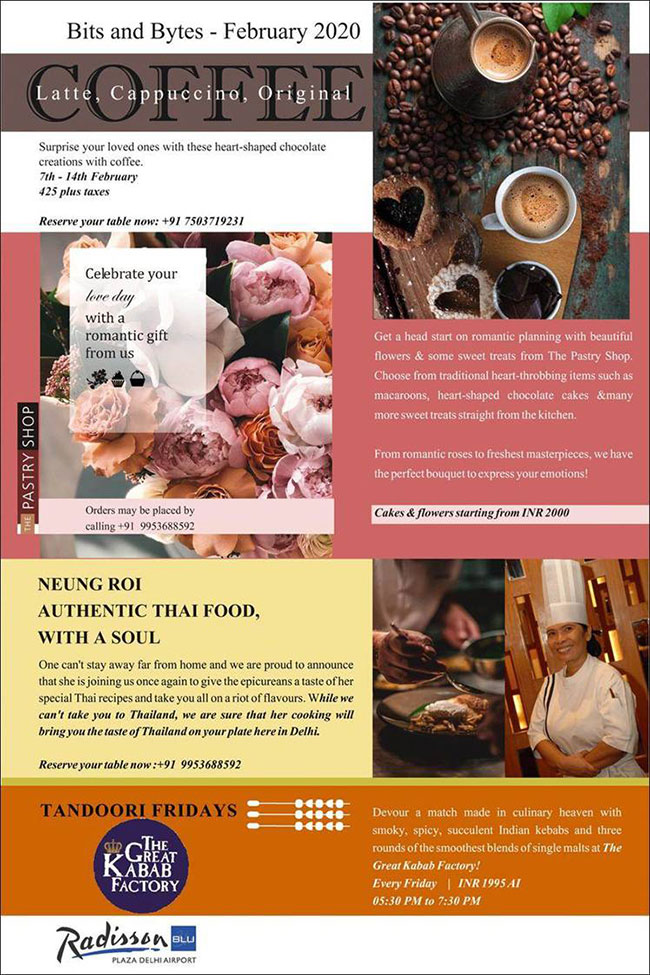 Bits and Bytes - February 2020
COFFEE
Latte, Cappuccino, Original
Surprise your loved ones with these heart-shaped chocolate
creations with coffee.
7th - 14th February
425 plus taxes
Reserve your table now: +91 7503719231
Celebrate your
love day
with a
romantic gift
from us
THE PASTRY SHOP
Orders may be placed by
calling +91 9953688592
Get a head start on romantic planning with beautiful
flowers & some sweet treats from The Pastry Shop.
Choose from traditional heart-throbbing items such as
macaroons, heart-shaped chocolate cakes &many
more sweet treats straight from the kitchen.
From romantic roses to freshest masterpieces, we have
the perfect bouquet to express your emotions!
Cakes & flowers starting from INR 2000
NEUNG ROI
AUTHENTIC THAI FOOD,
WITH A SOUL
One can't stay away far from home and we are proud to announce
that she is joining us once again to give the epicureans a taste of her
special Thai recipes and take you all on a riot of flavours. While we
can't take you to Thailand, we are sure that her cooking will
bring you the taste of Thailand on your plate here in Delhi.
Reserve your table now :+91 9953688592
TANDOORI FRIDAYS
THE
GREAT
KABAB
FACTORY
Devour a match made in culinary heaven with
smoky, spicy, succulent Indian kebabs and three
rounds of the smoothest blends of single malts at The
Great Kabab Factory!
Every Friday | INR 1995 AI
05:30 PM to 7:30 PM
Radisson BLU
PLAZA DELHI AIRPORT